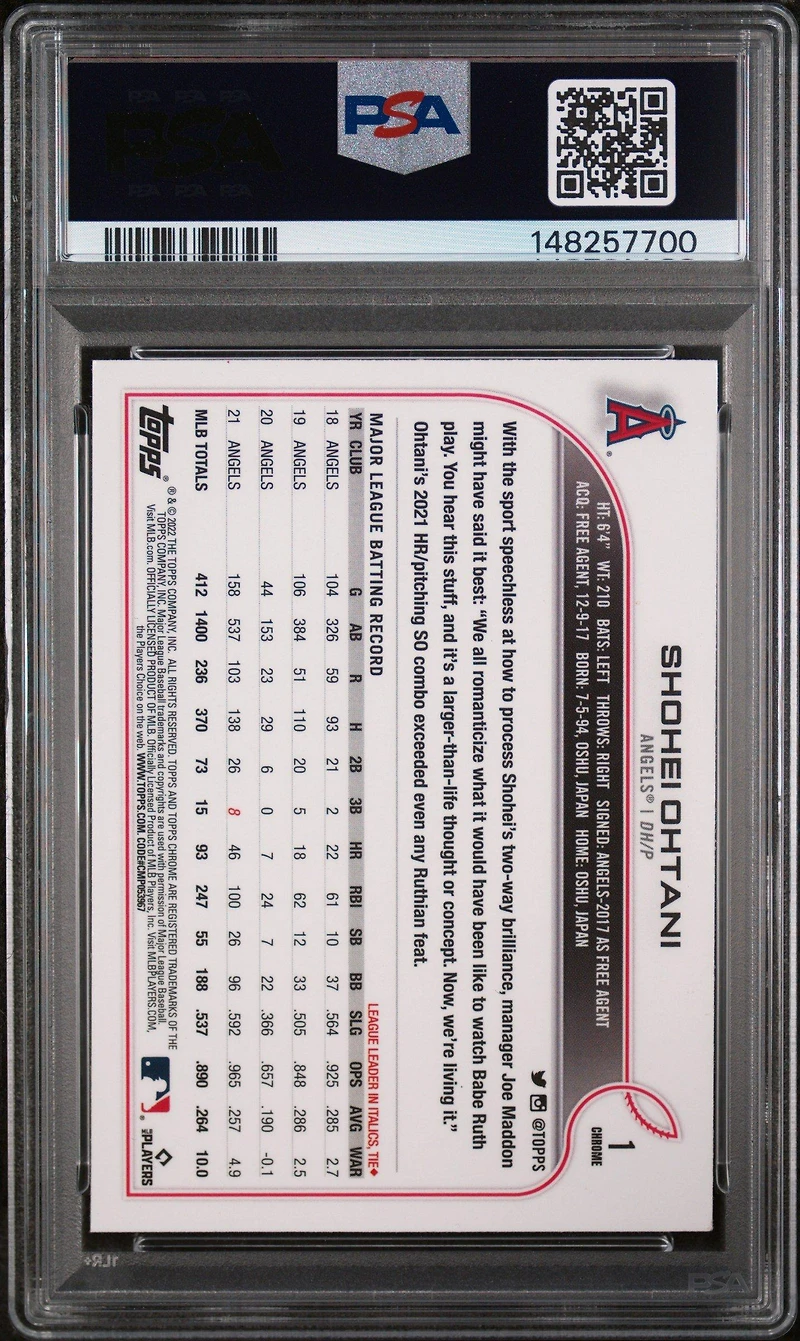 PSA
148257700
SHOHEI OHTANI
ANGELS® | DH/P
1
CHROME
A®
HT: 6'4" WT: 210 BATS: LEFT THROWS: RIGHT SIGNED: ANGELS-2017 AS FREE AGENT
ACQ: FREE AGENT, 12-9-17 BORN: 7-5-94, OSHU, JAPAN HOME: OSHU, JAPAN
@TOPPS
With the sport speechless at how to process Shohei's two-way brilliance, manager Joe Maddon
might have said it best: “We all romanticize what it would have been like to watch Babe Ruth
play. You hear this stuff, and it's a larger-than-life thought or concept. Now, we're living it.”
Ohtani's 2021 HR/pitching SO combo exceeded even any Ruthian feat.
MAJOR LEAGUE BATTING RECORD LEAGUE LEADER IN ITALICS, TIE♦
YR CLUB G AB R H 2B 3B HR RBI SB BB SLG OPS AVG WAR
18 ANGELS 104 326 59 93 21 2 22 61 10 37 .564 .925 .285 2.7
19 ANGELS 106 384 51 110 20 5 18 62 12 33 .505 .848 .286 2.5
20 ANGELS 44 153 23 29 6 0 7 24 7 22 .366 .657 .190 -0.1
21 ANGELS 158 537 103 138 26 8 46 100 26 96 .592 .965 .257 4.9
MLB TOTALS 412 1400 236 370 73 15 93 247 55 188 .537 .890 .264 10.0
topps®
® & © 2022 THE TOPPS COMPANY, INC. ALL RIGHTS RESERVED. TOPPS AND TOPPS CHROME ARE REGISTERED TRADEMARKS OF THE
TOPPS COMPANY, INC. Major League Baseball trademarks and copyrights are used with permission of Major League Baseball.
Visit MLB.com. OFFICIALLY LICENSED PRODUCT OF MLB. Officially Licensed Product of MLB Players, Inc. Visit MLBPLAYERS.COM,
the Players Choice on the web. WWW.TOPPS.COM. CODE#CMP053967
MLB PLAYERS
PSA